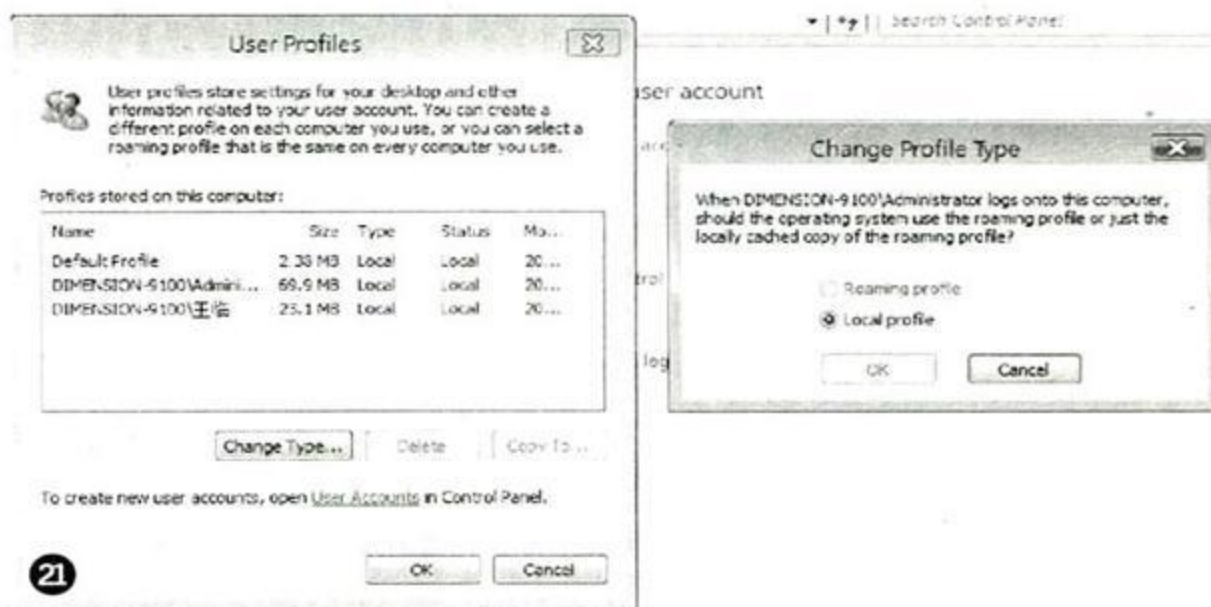 User Profiles
User profiles store settings for your desktop and other
information related to your user account. You can create a
different profile on each computer you use, or you can select a
roaming profile that is the same on every computer you use.
Profiles stored on this computer:
Name Size Type Status Mo...
Default Profile 2.38 MB Local Local 20...
DIMENSION-9100\Admini... 69.9 MB Local Local 20...
DIMENSION-9100\王临 23.1 MB Local Local 20...
Change Type... Delete Copy To...
To create new user accounts, open User Accounts in Control Panel.
OK Cancel
21
Search Control Panel
user account
acc
Change Profile Type
When DIMENSION-9100\Administrator logs onto this computer,
should the operating system use the roaming profile or just the
locally cached copy of the roaming profile?
Roaming profile
Local profile
OK Cancel
trol
log